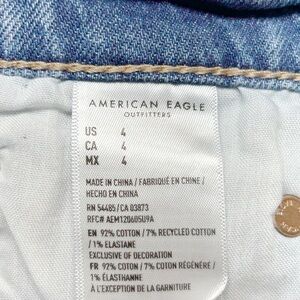 AMERICAN EAGLE
OUTFITTERS
US 4
CA 4
MX 4
MADE IN CHINA / FABRIQUÉ EN CHINE /
HECHO EN CHINA
RN 54485/CA 03873
RFC# AEM1206059U9A
EN 92% COTTON / 7% RECYCLED COTTON
/ 1% ELASTANE
EXCLUSIVE OF DECORATION
FR 92% COTON / 7% COTON RÉGÉNÉRÉ /
1% ÉLASTHANNE
À L'EXCEPTION DE LA GARNITURE